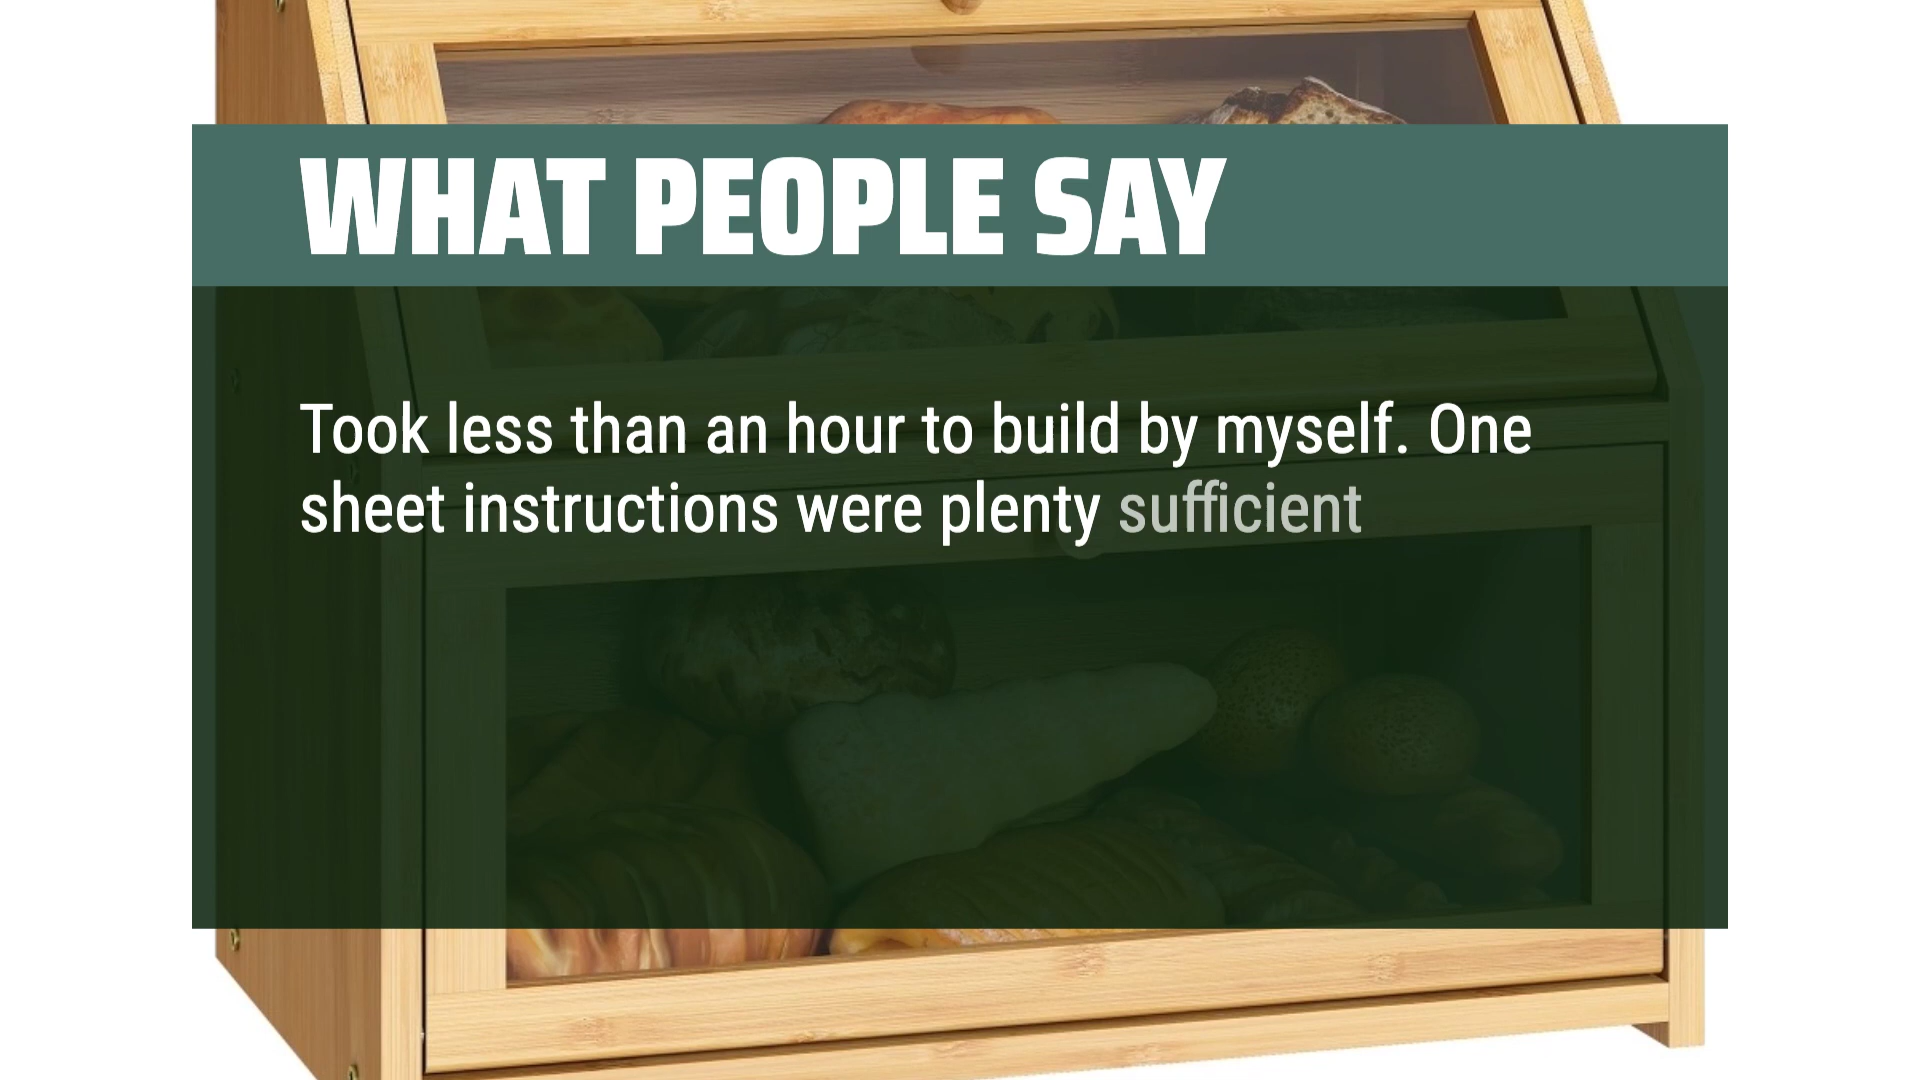 WHAT PEOPLE SAY
Took less than an hour to build by myself. One
sheet instructions were plenty sufficient